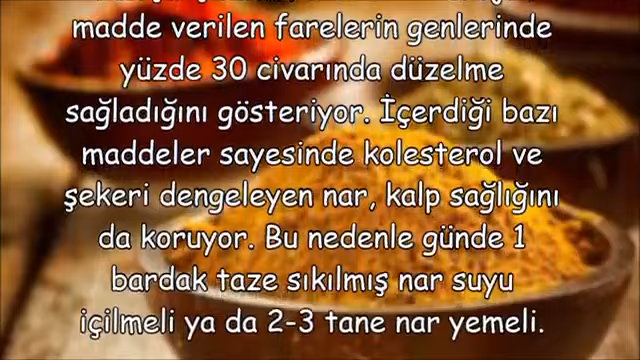 madde verilen farelerin genlerinde
yüzde 30 civarında düzelme
sağladığını gösteriyor. İçerdiği bazı
maddeler sayesinde kolesterol ve
şekeri dengeleyen nar, kalp sağlığını
da koruyor. Bu nedenle günde 1
bardak taze sıkılmış nar suyu
içilmeli ya da 2-3 tane nar yemeli.